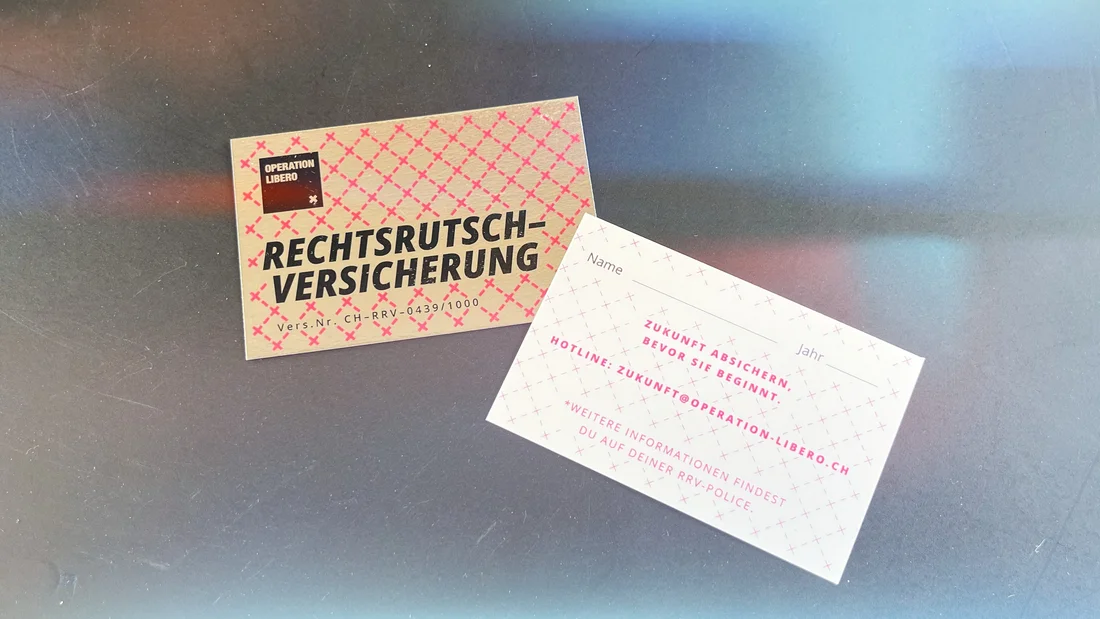 OPERATION
LIBERO
RECHTSRUTSCH–
VERSICHERUNG
Vers.Nr. CH–RRV–0439/1000
Name
Jahr
ZUKUNFT ABSICHERN,
BEVOR SIE BEGINNT.
HOTLINE: ZUKUNFT@OPERATION-LIBERO.CH
*WEITERE INFORMATIONEN FINDEST
DU AUF DEINER RRV-POLICE.